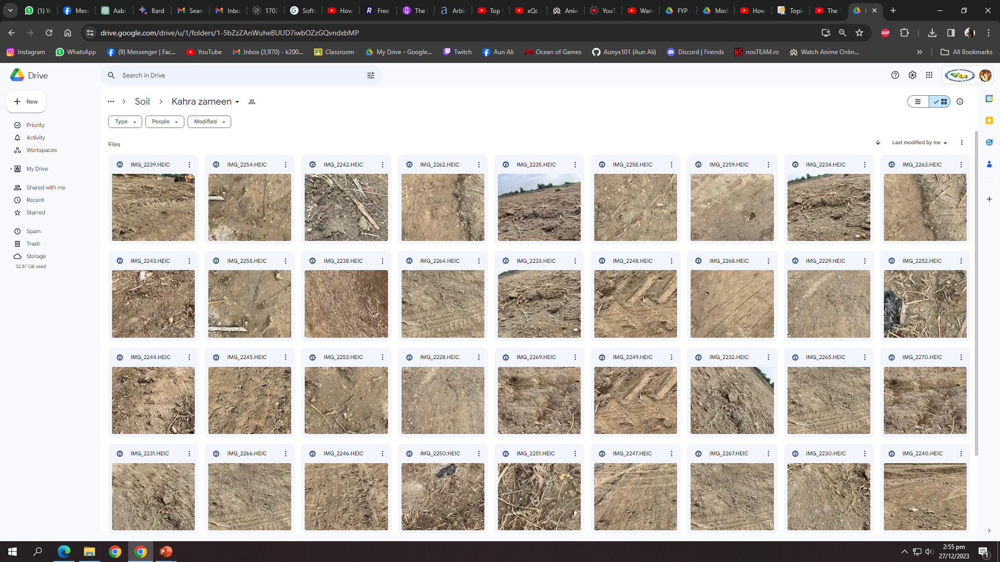 (1) W
Mess
Aabi
Bard
Sear
Inbo
1702
Softw
How
Free
The
Arbis
Top
xQc
Aniw
YouT
Wan
FYP
Mod
How
Topic
The
drive.google.com/drive/u/1/folders/1-5bZzZAnWuheBUUD7iwbOZzGQvndxbMP
ABP
Instagram
WhatsApp
(9) Messenger | Fac...
YouTube
Inbox (3,970) - k200...
Classroom
My Drive - Google...
Twitch
Aun Ali
Ocean of Games
Aunyx101 (Aun Ali)
Discord | Friends
nosTEAM.ro
Watch Anime Onlin...
All Bookmarks
Drive
Search in Drive
New
Soil
Kahra zameen
Type
People
Modified
Priority
Activity
Workspaces
My Drive
Shared with me
Recent
Starred
Spam
Trash
Storage
32.87 GB used
Files
Last modified by me
IMG_2239.HEIC
IMG_2254.HEIC
IMG_2242.HEIC
IMG_2262.HEIC
IMG_2235.HEIC
IMG_2258.HEIC
IMG_2259.HEIC
IMG_2234.HEIC
IMG_2263.HEIC
IMG_2243.HEIC
IMG_2255.HEIC
IMG_2238.HEIC
IMG_2264.HEIC
IMG_2233.HEIC
IMG_2248.HEIC
IMG_2268.HEIC
IMG_2229.HEIC
IMG_2252.HEIC
IMG_2244.HEIC
IMG_2245.HEIC
IMG_2253.HEIC
IMG_2228.HEIC
IMG_2269.HEIC
IMG_2249.HEIC
IMG_2232.HEIC
IMG_2265.HEIC
IMG_2270.HEIC
IMG_2231.HEIC
IMG_2266.HEIC
IMG_2246.HEIC
IMG_2250.HEIC
IMG_2251.HEIC
IMG_2247.HEIC
IMG_2267.HEIC
IMG_2230.HEIC
IMG_2240.HEIC
2:55 pm
27/12/2023
1